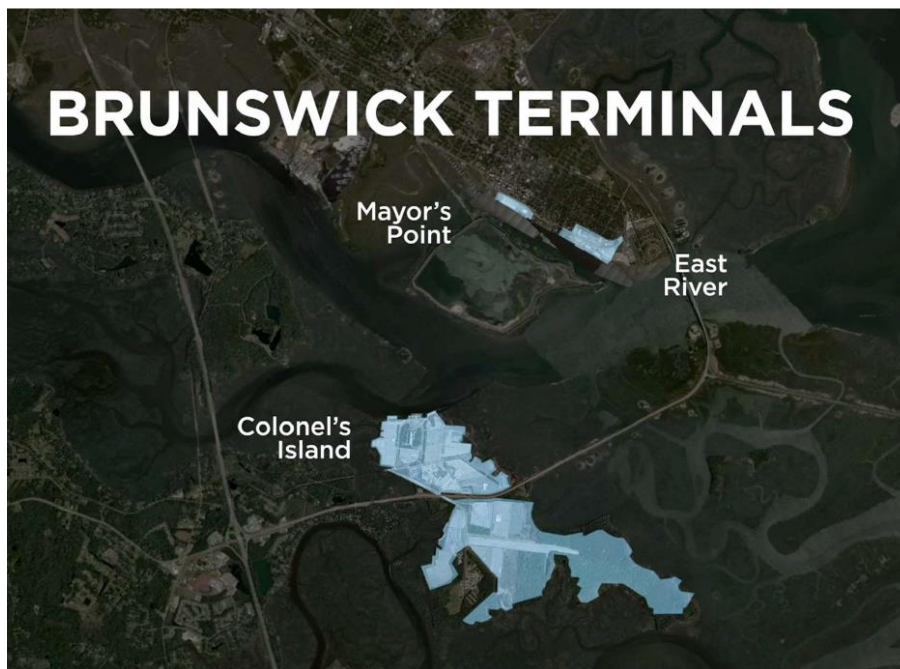 BRUNSWICK TERMINALS
Mayor's
Point
East
River
Colonel's
Island